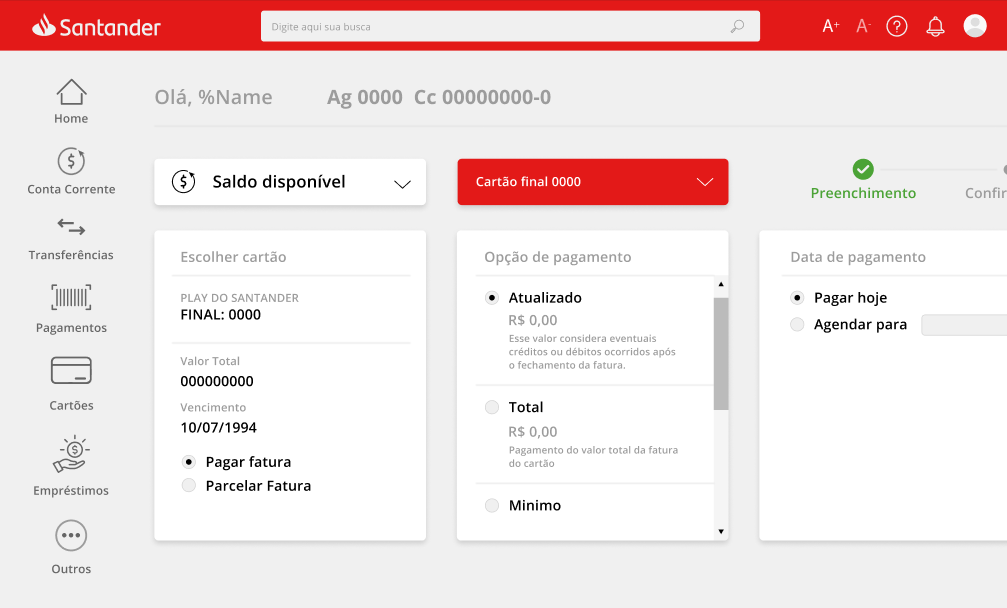 Santander
Digite aqui sua busca
A+
A-
?
Home
Conta Corrente
Transferências
Pagamentos
Cartões
Empréstimos
Outros
Olá, %Name
Ag 0000 Cc 00000000-0
$ Saldo disponível
Cartão final 0000
Preenchimento
Confir
Escolher cartão
PLAY DO SANTANDER
FINAL: 0000
Valor Total
000000000
Vencimento
10/07/1994
Pagar fatura
Parcelar Fatura
Opção de pagamento
Atualizado
R$ 0,00
Esse valor considera eventuais
créditos ou débitos ocorridos após
o fechamento da fatura.
Total
R$ 0,00
Pagamento do valor total da fatura
do cartão
Minimo
Data de pagamento
Pagar hoje
Agendar para